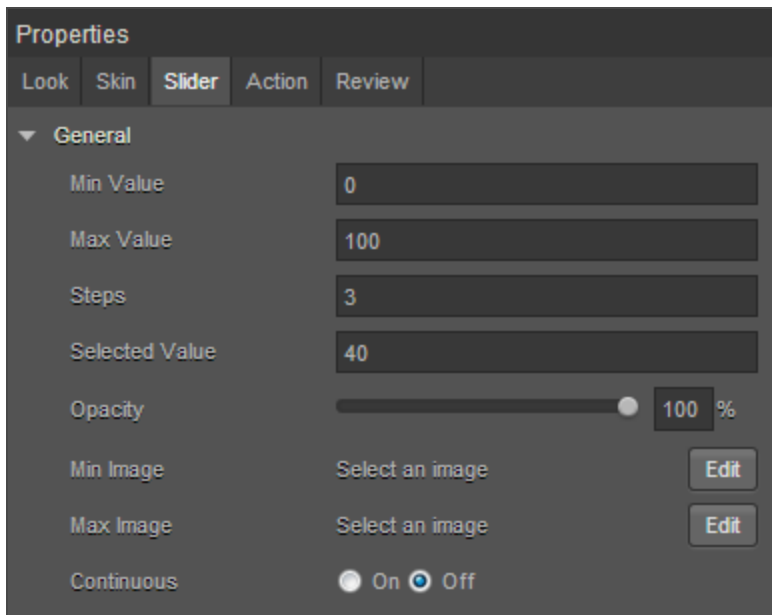 Properties
Look Skin Slider Action Review
General
Min Value 0
Max Value 100
Steps 3
Selected Value 40
Opacity 100 %
Min Image Select an image Edit
Max Image Select an image Edit
Continuous On Off